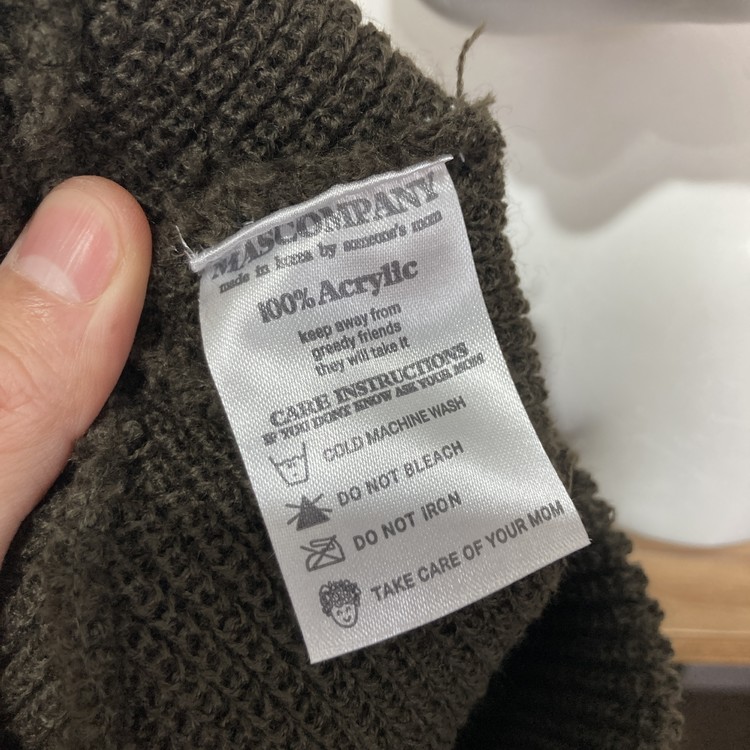 MASCOMPANY
made in korea by someone's mom
100% Acrylic
keep away from
greedy friends
they will take it
CARE INSTRUCTIONS
IF YOU DON'T KNOW ASK YOUR MOM
COLD MACHINE WASH
DO NOT BLEACH
DO NOT IRON
TAKE CARE OF YOUR MOM